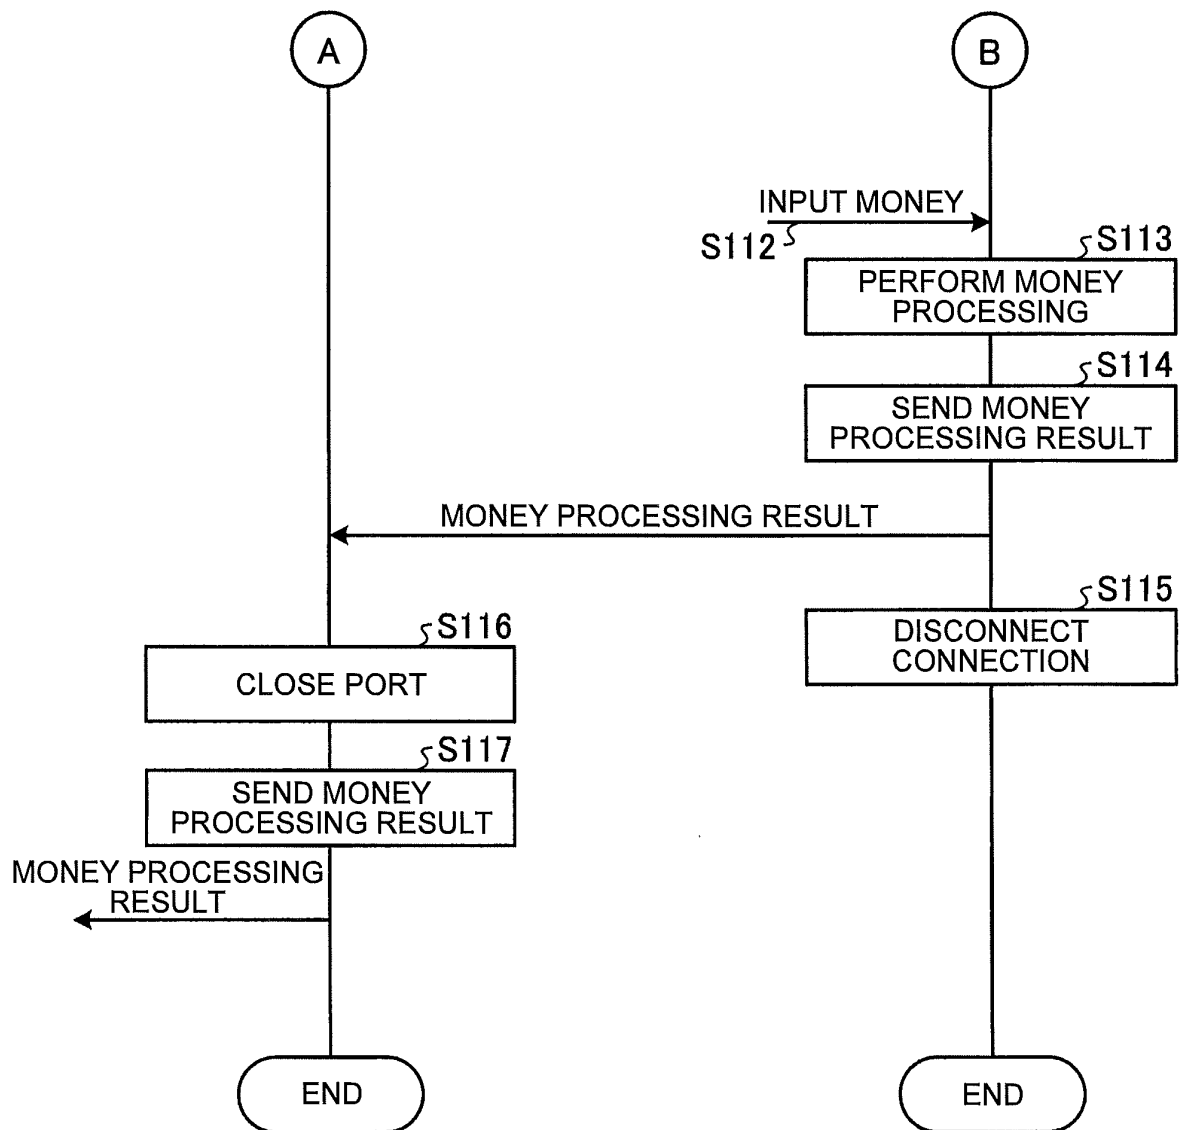 A
B
INPUT MONEY
S112
S113
PERFORM MONEY
PROCESSING
S114
SEND MONEY
PROCESSING RESULT
MONEY PROCESSING RESULT
S115
DISCONNECT
CONNECTION
S116
CLOSE PORT
S117
SEND MONEY
PROCESSING RESULT
MONEY PROCESSING
RESULT
END
END